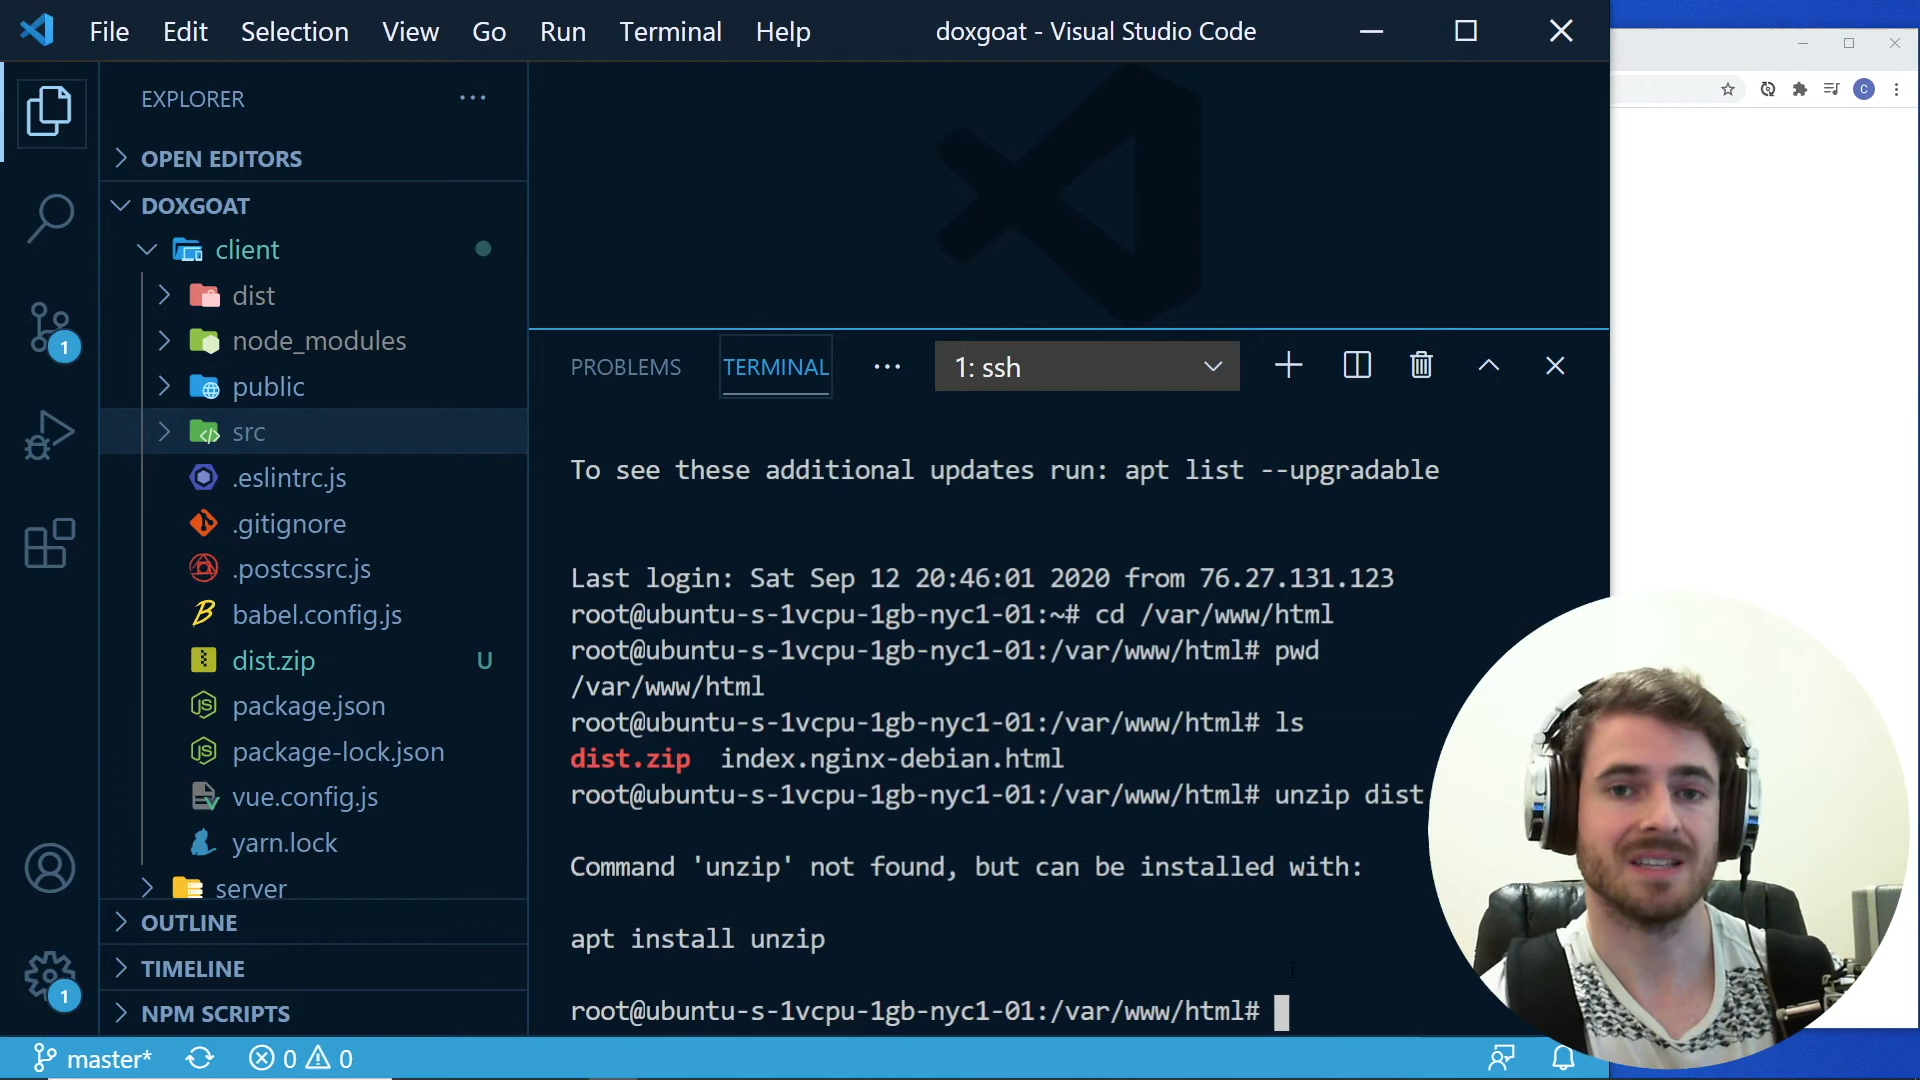 File Edit Selection View Go Run Terminal Help doxgoat - Visual Studio Code
EXPLORER
OPEN EDITORS
DOXGOAT
client
dist
node_modules
public
src
.eslintrc.js
.gitignore
.postcssrc.js
babel.config.js
dist.zip U
package.json
package-lock.json
vue.config.js
yarn.lock
server
OUTLINE
TIMELINE
NPM SCRIPTS
1
1
PROBLEMS TERMINAL 1: ssh
To see these additional updates run: apt list --upgradable
Last login: Sat Sep 12 20:46:01 2020 from 76.27.131.123
root@ubuntu-s-1vcpu-1gb-nyc1-01:~# cd /var/www/html
root@ubuntu-s-1vcpu-1gb-nyc1-01:/var/www/html# pwd
/var/www/html
root@ubuntu-s-1vcpu-1gb-nyc1-01:/var/www/html# ls
dist.zip index.nginx-debian.html
root@ubuntu-s-1vcpu-1gb-nyc1-01:/var/www/html# unzip dist
Command 'unzip' not found, but can be installed with:
apt install unzip
root@ubuntu-s-1vcpu-1gb-nyc1-01:/var/www/html#
master* 0 0
C